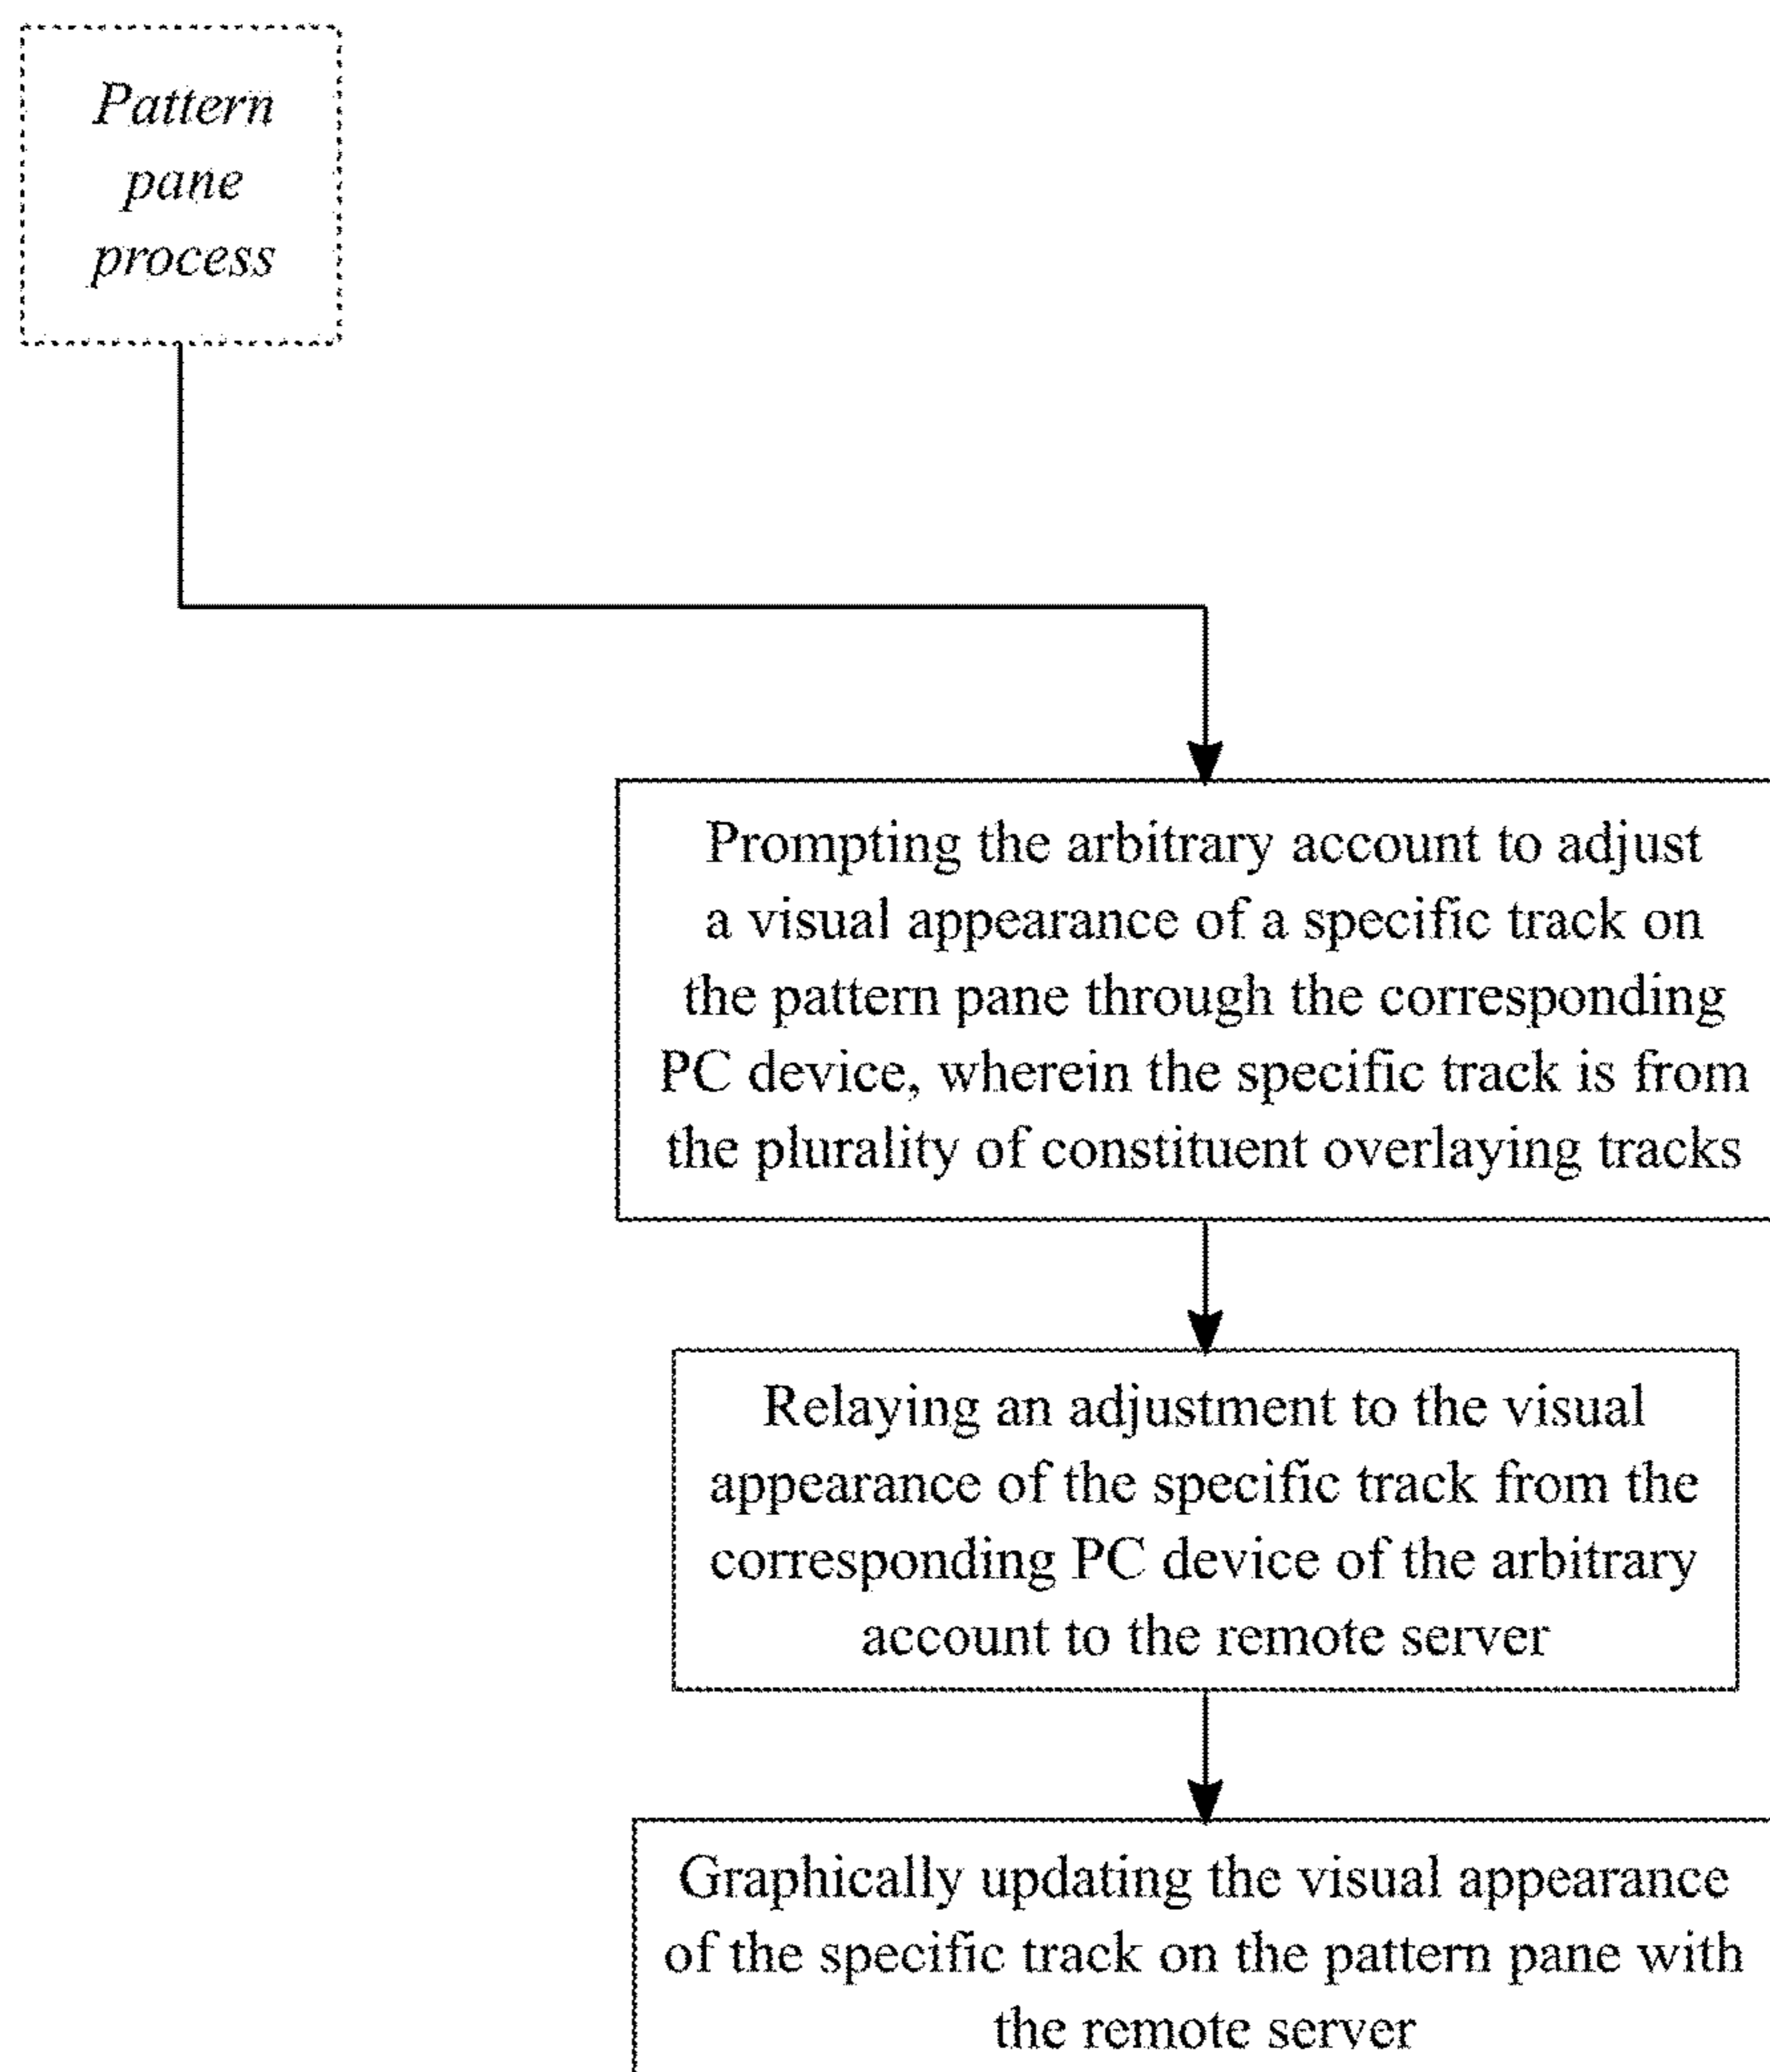 Pattern
pane
process
Prompting the arbitrary account to adjust
a visual appearance of a specific track on
the pattern pane through the corresponding
PC device, wherein the specific track is from
the plurality of constituent overlaying tracks
Relaying an adjustment to the visual
appearance of the specific track from the
corresponding PC device of the arbitrary
account to the remote server
Graphically updating the visual appearance
of the specific track on the pattern pane with
the remote server